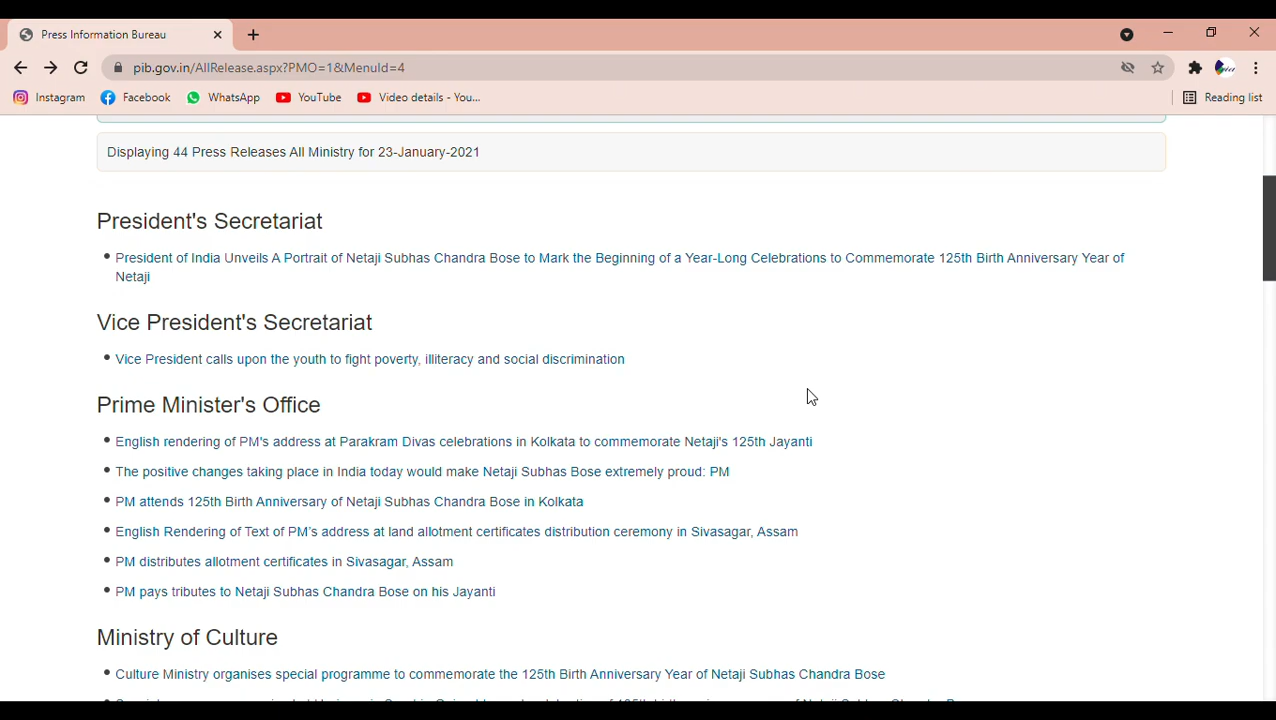 Press Information Bureau
pib.gov.in/AllRelease.aspx?PMO=1&MenuId=4
Instagram Facebook WhatsApp YouTube Video details - You... Reading list
Displaying 44 Press Releases All Ministry for 23-January-2021
President's Secretariat
President of India Unveils A Portrait of Netaji Subhas Chandra Bose to Mark the Beginning of a Year-Long Celebrations to Commemorate 125th Birth Anniversary Year of
Netaji
Vice President's Secretariat
Vice President calls upon the youth to fight poverty, illiteracy and social discrimination
Prime Minister's Office
English rendering of PM's address at Parakram Divas celebrations in Kolkata to commemorate Netaji's 125th Jayanti
The positive changes taking place in India today would make Netaji Subhas Bose extremely proud: PM
PM attends 125th Birth Anniversary of Netaji Subhas Chandra Bose in Kolkata
English Rendering of Text of PM's address at land allotment certificates distribution ceremony in Sivasagar, Assam
PM distributes allotment certificates in Sivasagar, Assam
PM pays tributes to Netaji Subhas Chandra Bose on his Jayanti
Ministry of Culture
Culture Ministry organises special programme to commemorate the 125th Birth Anniversary Year of Netaji Subhas Chandra Bose